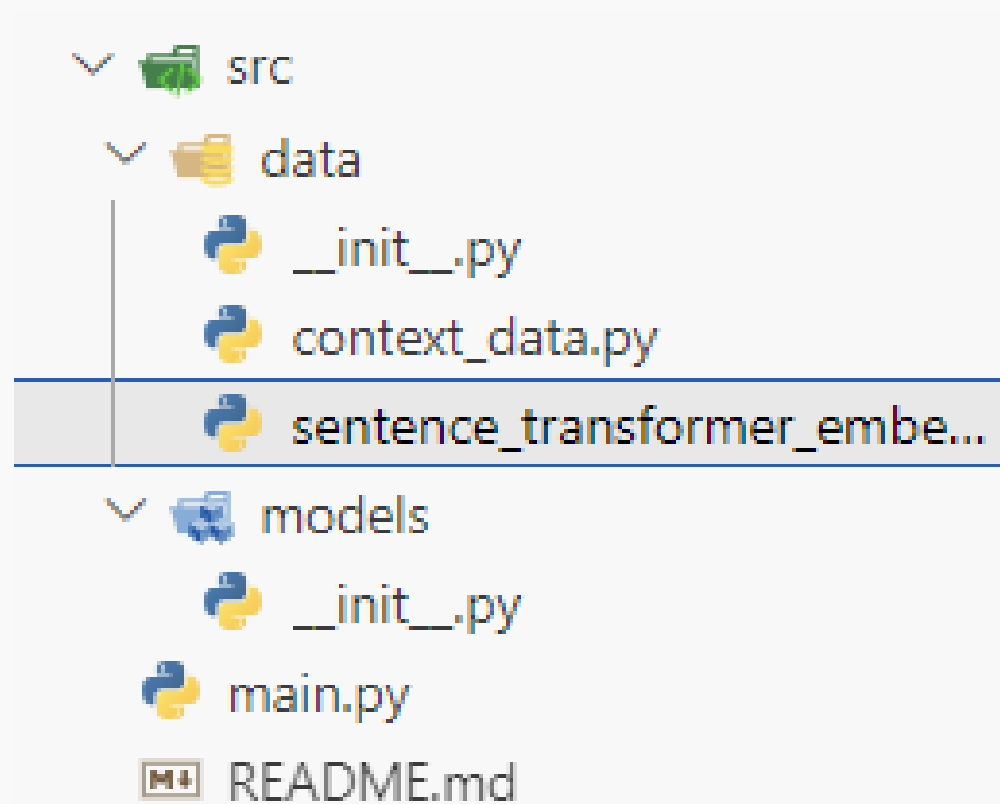 src
data
__init__.py
context_data.py
sentence_transformer_embe...
models
__init__.py
main.py
M↓
README.md